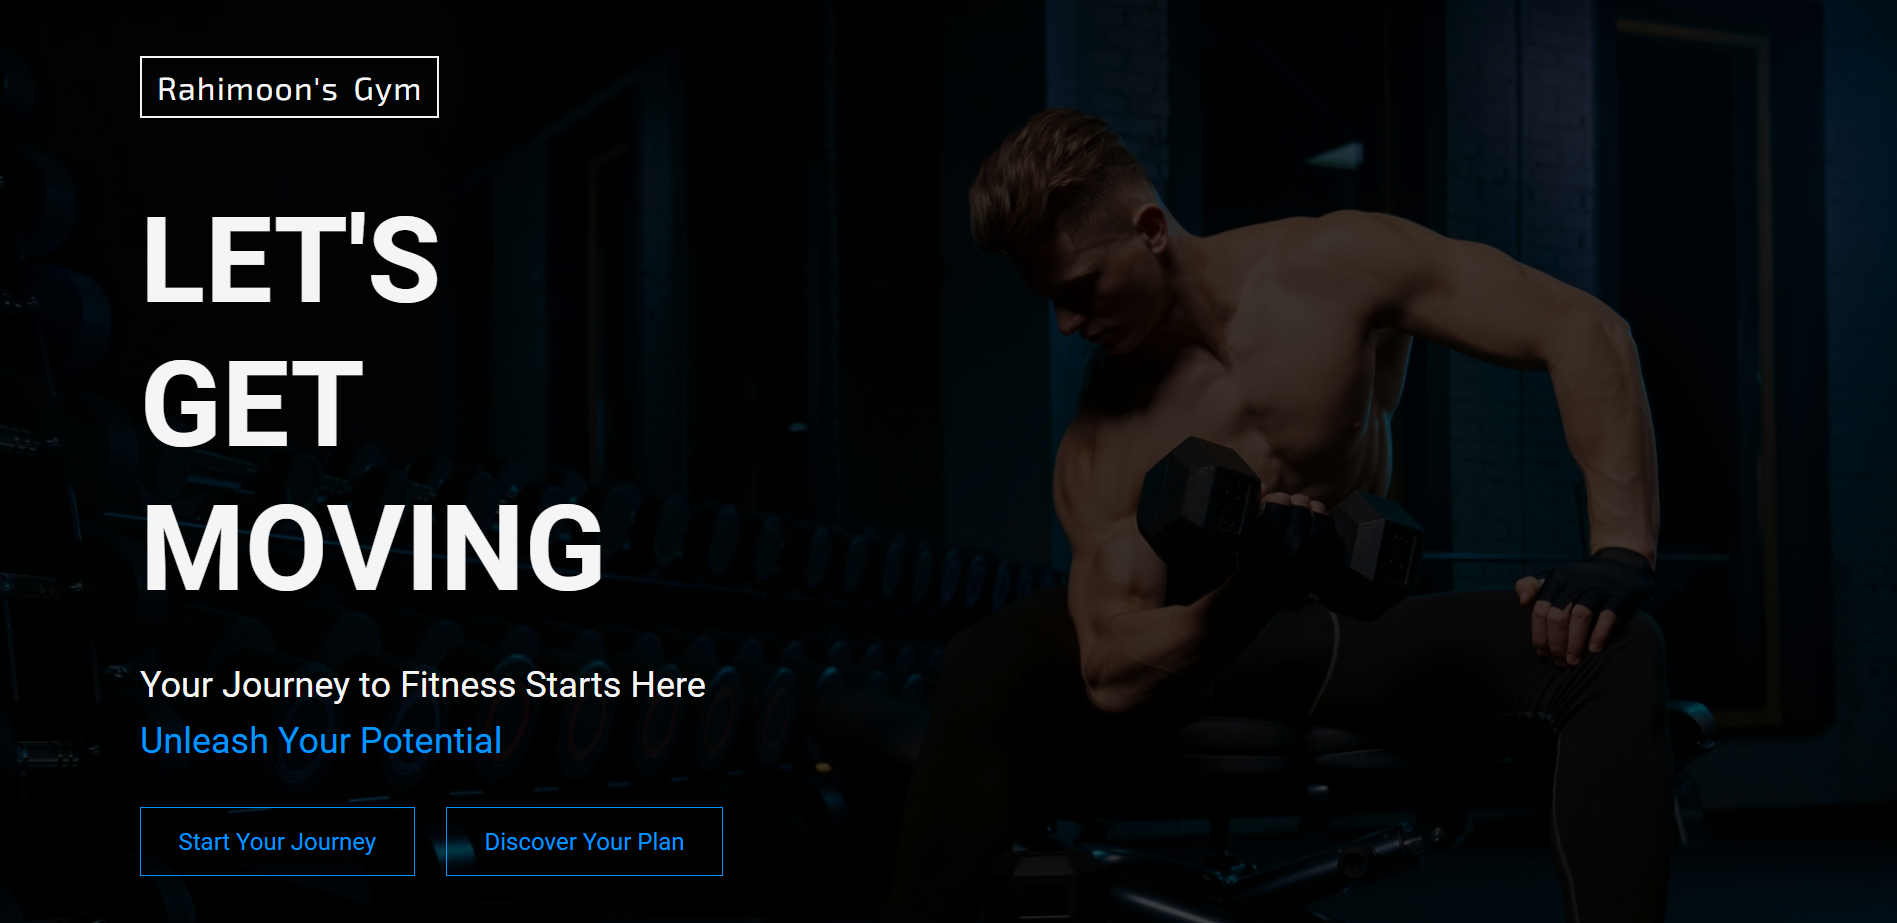 Rahimoon's Gym
LET'S
GET
MOVING
Your Journey to Fitness Starts Here
Unleash Your Potential
Start Your Journey
Discover Your Plan